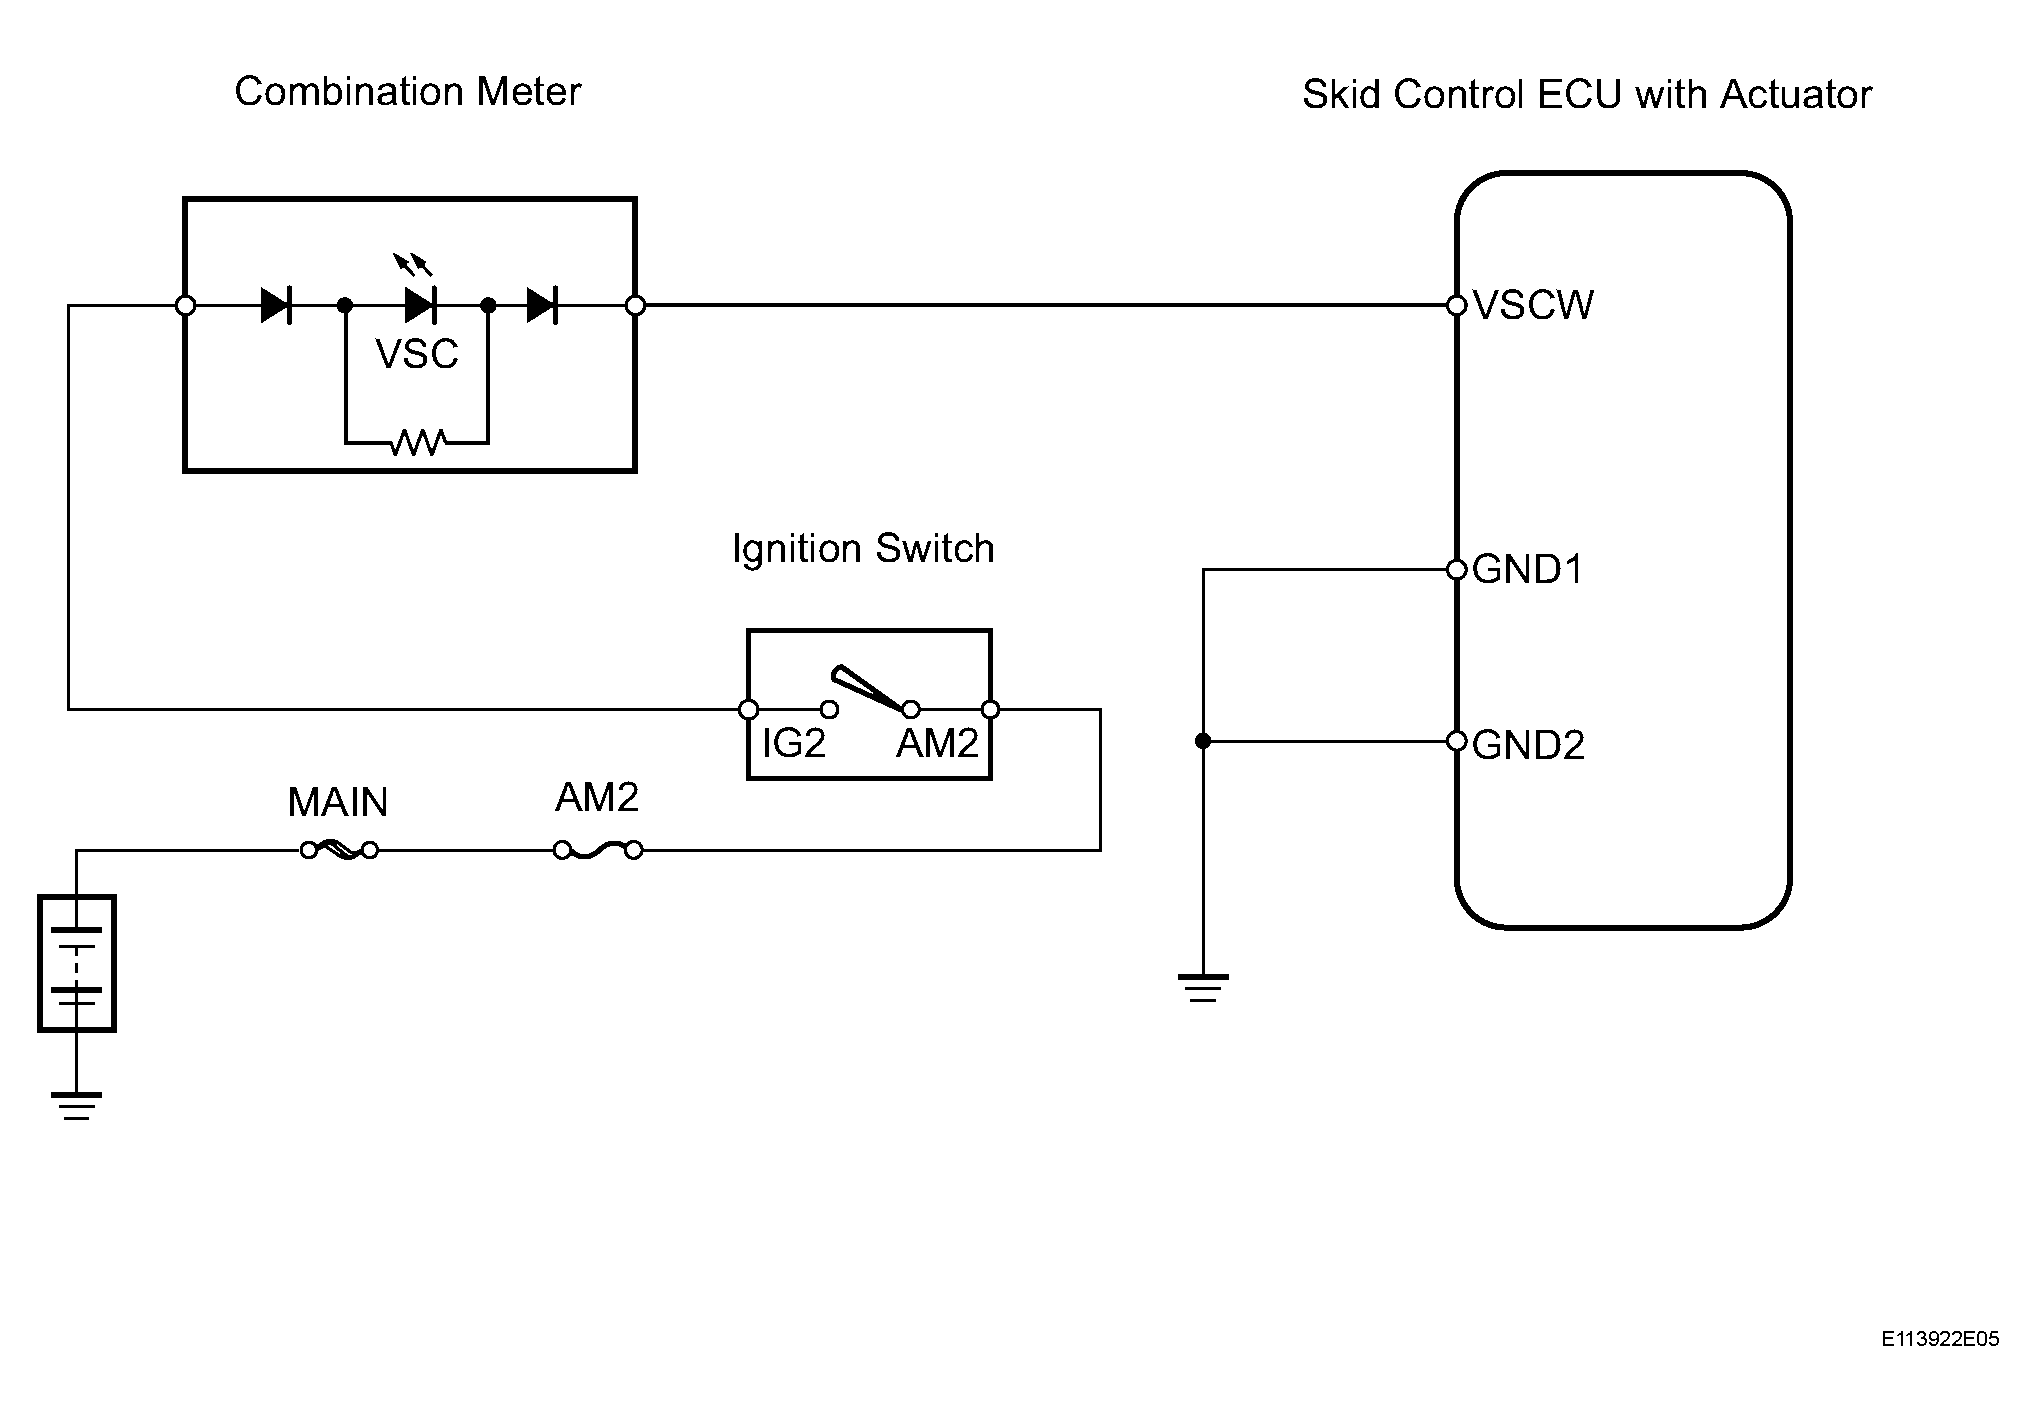 Combination Meter
Skid Control ECU with Actuator
VSCW
VSC
Ignition Switch
GND1
IG2
AM2
GND2
MAIN
AM2
E113922E05